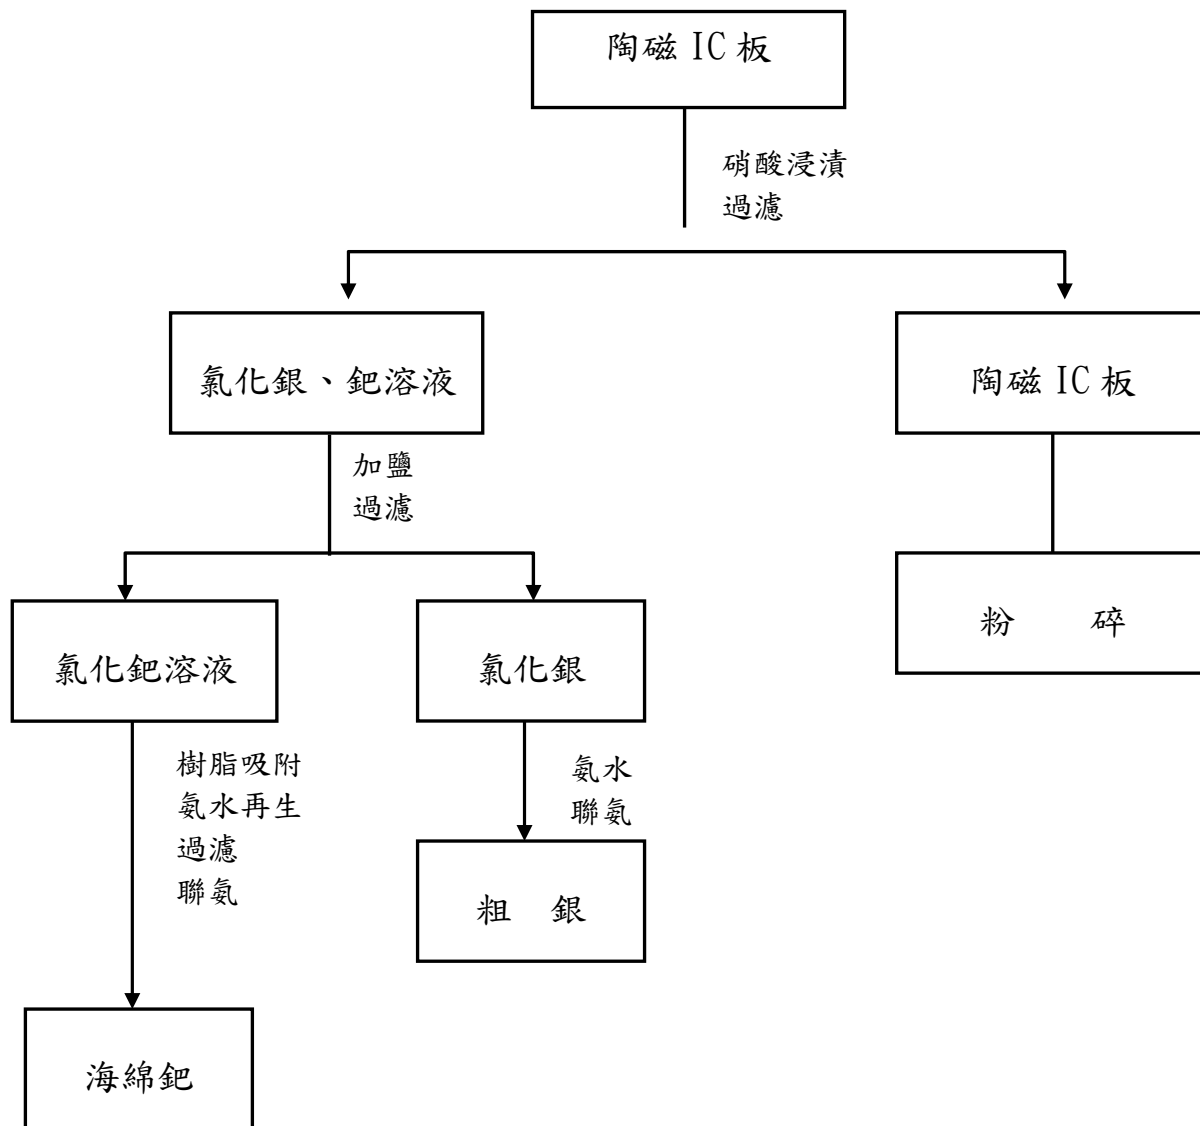 陶磁 IC 板
硝酸浸漬
過濾
氯化銀、鈀溶液
陶磁 IC 板
加鹽
過濾
氯化鈀溶液
氯化銀
粉 碎
樹脂吸附
氨水再生
過濾
聯氨
氨水
聯氨
粗 銀
海綿鈀